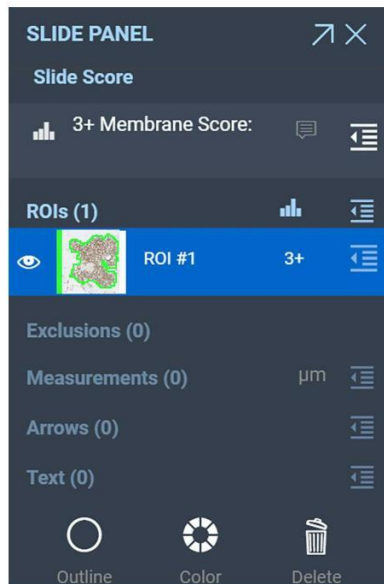 SLIDE PANEL
Slide Score
3+ Membrane Score:
ROIs (1)
ROI #1 3+
Exclusions (0)
Measurements (0) μm
Arrows (0)
Text (0)
Outline Color Delete